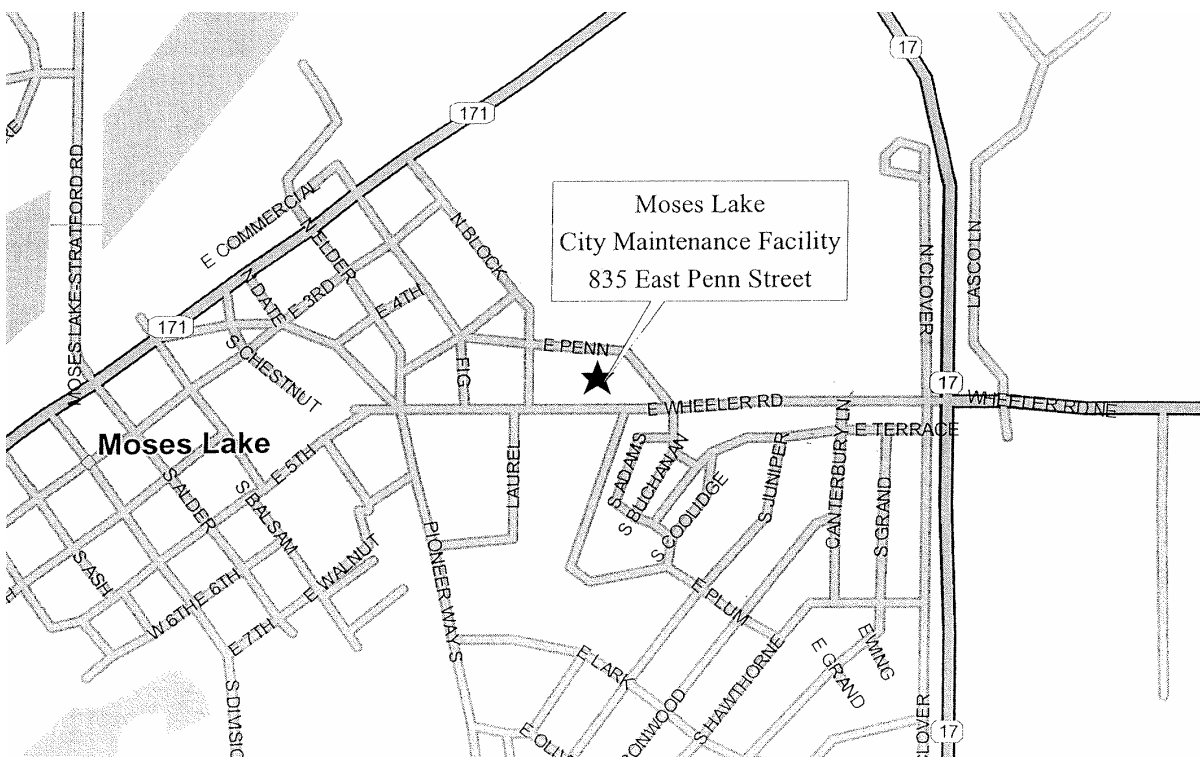 17
171
MOSES LAKE-STRATFORD RD
E COMMERCIAL
N ELDER
N BLOCK
Moses Lake
City Maintenance Facility
835 East Penn Street
N CLOVER
LASCO LN
N DATE
E 3RD
E 4TH
171
S CHESTNUT
FIG
E PENN
17
E WHEELER RD
WHEELER RD NE
Moses Lake
E 5TH
LAUREL
E TERRACE
CANTERBURY LN
S ADAMS
S BUCHANAN
S COOLIDGE
S JUNIPER
S GRAND
S ALDER
S BALSAM
PIONEER WAY S
S ASH
E WALNUT
W 6TH
E 6TH
E 7TH
E PLUM
E LARK
S HAWTHORNE
E GRAND
EWING
S DIVISIO
E OLIV
ONWOOD
CLOVER
17